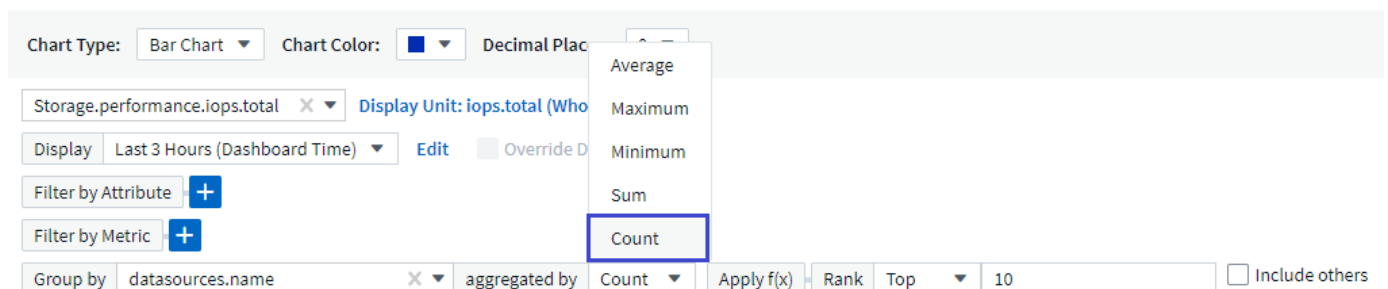 Chart Type: Bar Chart Chart Color: Decimal Plac
Average
Storage.performance.iops.total Display Unit: iops.total (Who
Maximum
Display Last 3 Hours (Dashboard Time) Edit Override D
Minimum
Filter by Attribute +
Sum
Filter by Metric +
Count
Group by datasources.name aggregated by Count Apply f(x) Rank Top 10 Include others